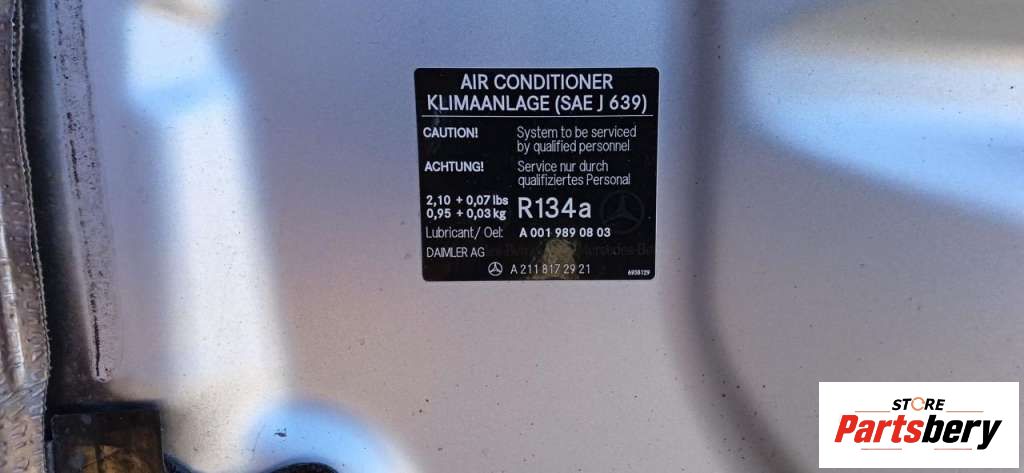 AIR CONDITIONER
KLIMAANLAGE (SAE J 639)
CAUTION! System to be serviced
by qualified personnel
ACHTUNG! Service nur durch
qualifiziertes Personal
2,10 + 0,07 lbs
0,95 + 0,03 kg R134a
Lubricant/ Oel: A 001 989 08 03
DAIMLER AG
A 211 817 29 21 6938129
STORE
Partsbery